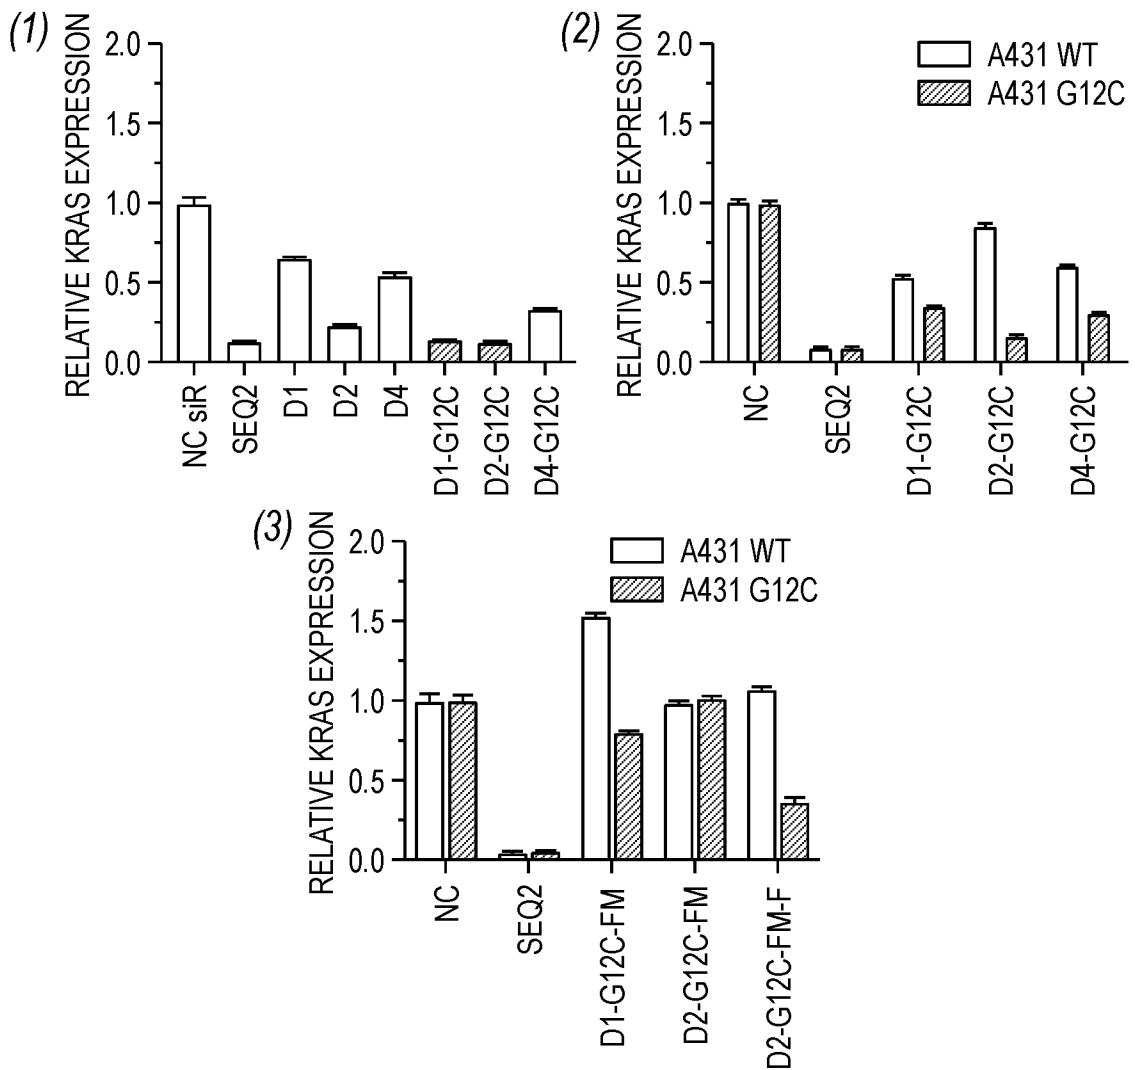 (1)
RELATIVE KRAS EXPRESSION
2.0
1.5
1.0
0.5
0.0
NC siR
SEQ2
D1
D2
D4
D1-G12C
D2-G12C
D4-G12C
(2)
RELATIVE KRAS EXPRESSION
2.0
1.5
1.0
0.5
0.0
A431 WT
A431 G12C
NC
SEQ2
D1-G12C
D2-G12C
D4-G12C
(3)
RELATIVE KRAS EXPRESSION
2.0
1.5
1.0
0.5
0.0
A431 WT
A431 G12C
NC
SEQ2
D1-G12C-FM
D2-G12C-FM
D2-G12C-FM-F